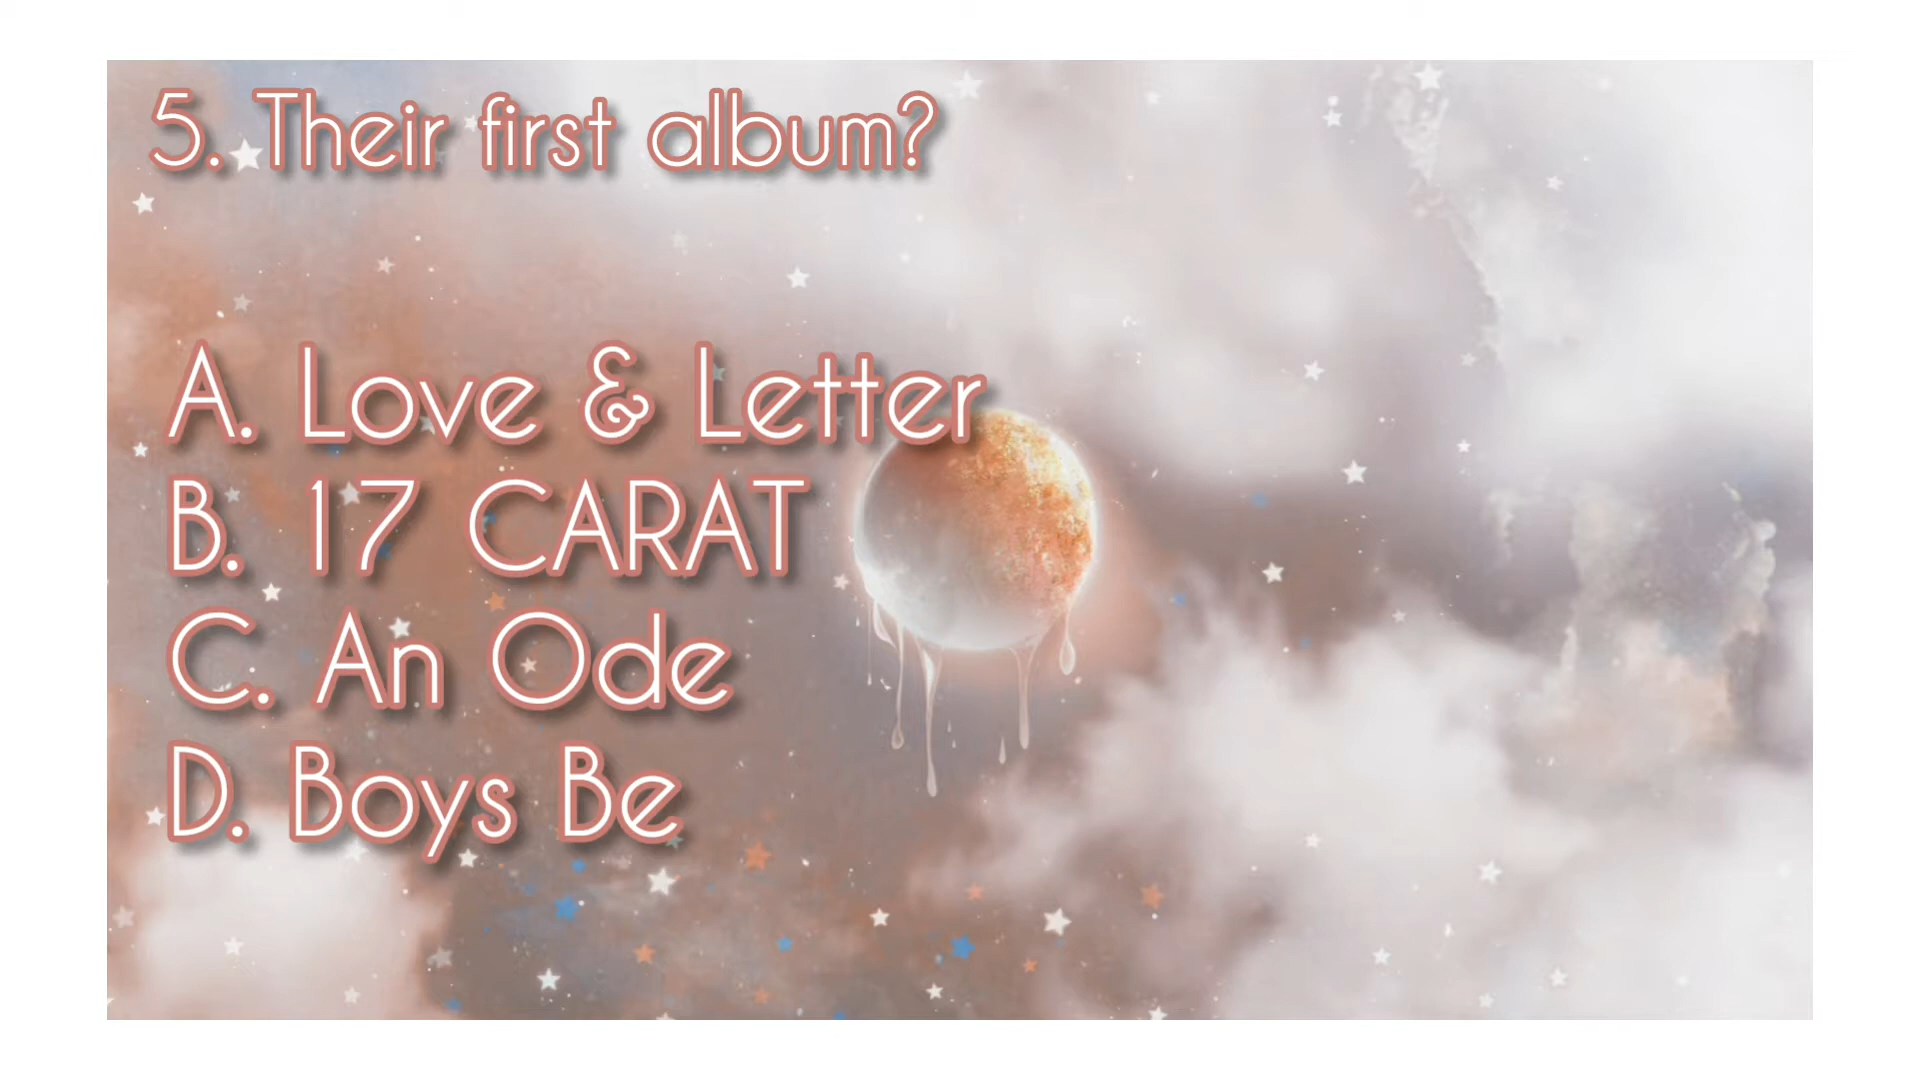 5. Their first album?
A. Love & Letter
B. 17 CARAT
C. An Ode
D. Boys Be